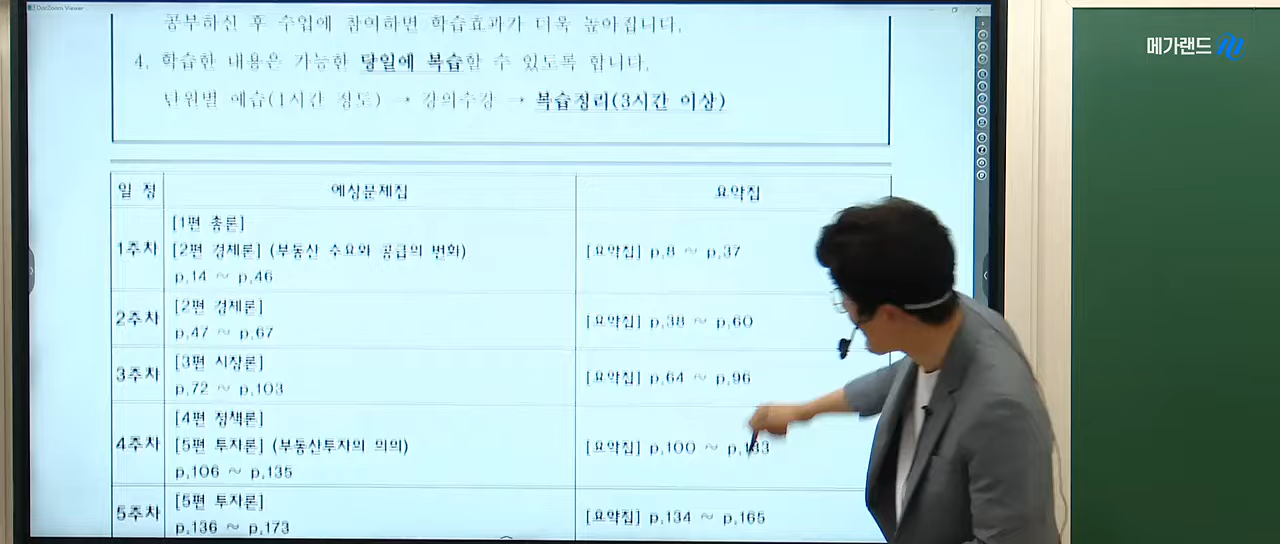 DocZoom Viewer
메가랜드
공부하신 후 수업에 참여하면 학습효과가 더욱 높아집니다.
4. 학습한 내용은 가능한 당일에 복습할 수 있도록 합니다.
단원별 예습(1시간 정도) → 강의수강 → 복습정리(3시간 이상)
일 정 예상문제집 요약집
[1편 총론]
1주차 [2편 경제론] (부동산 수요와 공급의 변화) [요약집] p.8 ~ p.37
p.14 ~ p.46
[2편 경제론]
2주차 [요약집] p.38 ~ p.60
p.47 ~ p.67
[3편 시장론]
3주차 [요약집] p.64 ~ p.96
p.72 ~ p.103
[4편 정책론]
4주차 [5편 투자론] (부동산투자의 의의) [요약집] p.100 ~ p.133
p.106 ~ p.135
[5편 투자론]
5주차 [요약집] p.134 ~ p.165
p.136 ~ p.173